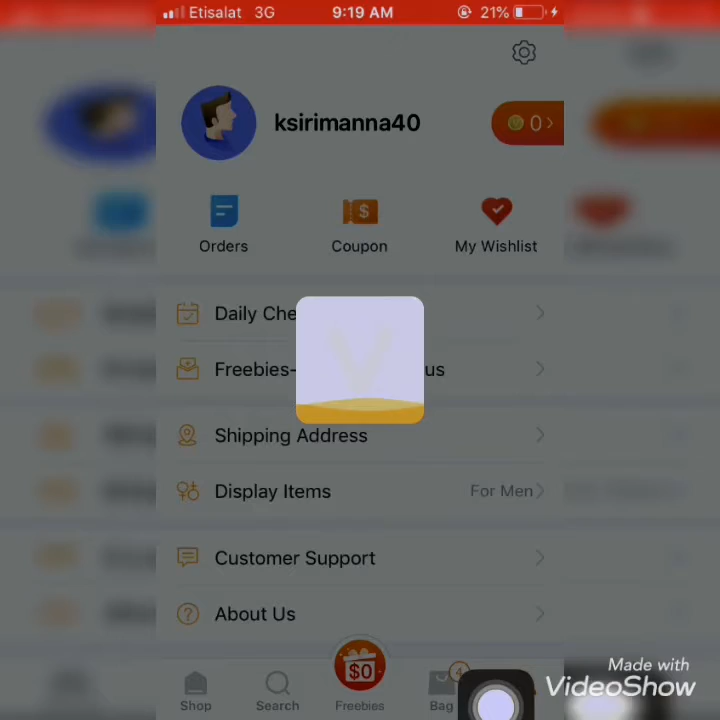 Etisalat 3G 9:19 AM 21%
ksirimanna40
0
Orders Coupon My Wishlist
Daily Che
Freebies- us
Shipping Address
Display Items For Men
Customer Support
About Us
$0
4
Shop Search Freebies Bag
Made with
VideoShow